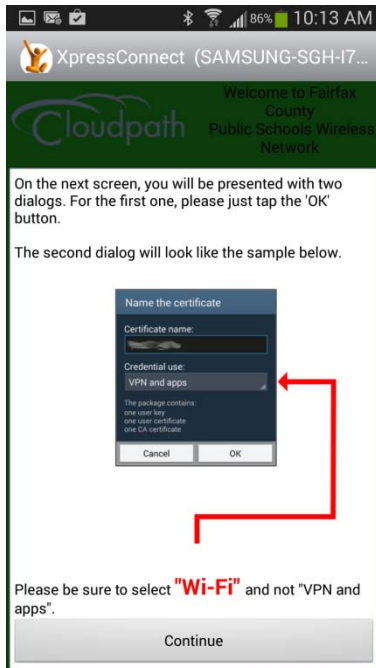 86% 10:13 AM
XpressConnect (SAMSUNG-SGH-I7...
Cloudpath
Welcome to Fairfax
County
Public Schools Wireless
Network
On the next screen, you will be presented with two
dialogs. For the first one, please just tap the 'OK'
button.
The second dialog will look like the sample below.
Name the certificate
Certificate name:
Credential use:
VPN and apps
The package contains:
one user key
one user certificate
one CA certificate
Cancel OK
Please be sure to select "Wi-Fi" and not "VPN and
apps".
Continue